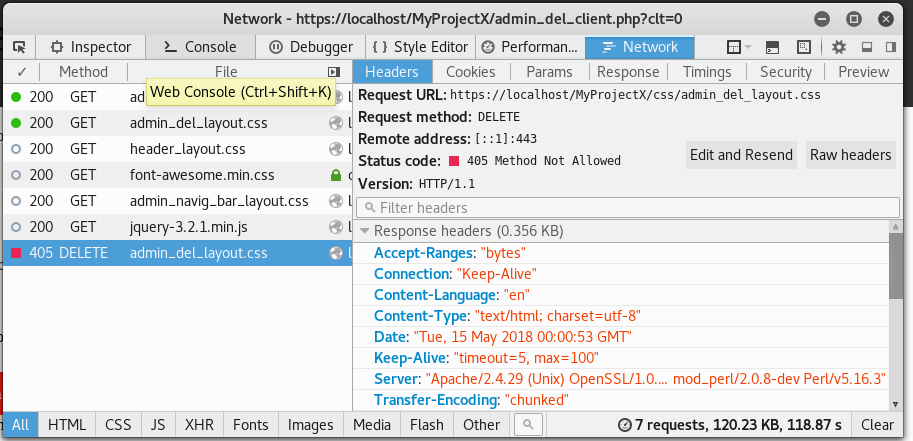 Network - https://localhost/MyProjectX/admin_del_client.php?clt=0
Inspector Console Debugger Style Editor Performan... Network
✓ Method File
Headers Cookies Params Response Timings Security Preview
200 GET
Web Console (Ctrl+Shift+K)
200 GET admin_del_layout.css
200 GET header_layout.css
200 GET font-awesome.min.css
200 GET admin_navig_bar_layout.css
200 GET jquery-3.2.1.min.js
405 DELETE admin_del_layout.css
Request URL: https://localhost/MyProjectX/css/admin_del_layout.css
Request method: DELETE
Remote address: [::1]:443
Status code: 405 Method Not Allowed
Edit and Resend Raw headers
Version: HTTP/1.1
Filter headers
Response headers (0.356 KB)
Accept-Ranges: "bytes"
Connection: "Keep-Alive"
Content-Language: "en"
Content-Type: "text/html; charset=utf-8"
Date: "Tue, 15 May 2018 00:00:53 GMT"
Keep-Alive: "timeout=5, max=100"
Server: "Apache/2.4.29 (Unix) OpenSSL/1.0.... mod_perl/2.0.8-dev Perl/v5.16.3"
Transfer-Encoding: "chunked"
All HTML CSS JS XHR Fonts Images Media Flash Other
7 requests, 120.23 KB, 118.87 s Clear